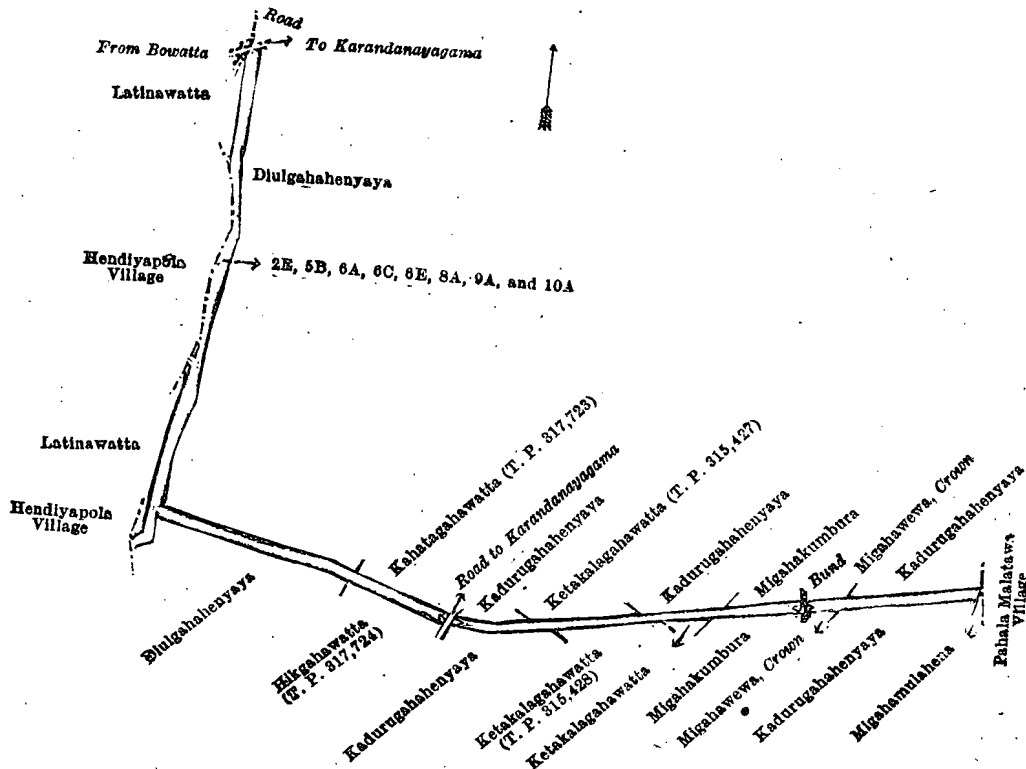 Road
From Bowatta
To Karandanayagama
Latinawatta
Diulgahahenyaya
Hendiyapola
Village
2E, 5B, 6A, 6C, 6E, 8A, 9A, and 10A
Latinawatta
Hendiyapola
Village
Kahatagahawatta (T. P. 317,723)
Road to Karandanayagama
Kadurugahahenyaya
Ketakalagahawatta (T. P. 315,427)
Kadurugahahenyaya
Migahakumbura
Bund
Migahawewa, Crown
Kadurugahahenyaya
Pahala Malatawa
Village
Diulgahahenyaya
Hikgahawatta
(T. P. 317,724)
Kadurugahahenyaya
Ketakalagahawatta
(T. P. 315,428)
Ketakalagahawatta
Migahakumbura
Migahawewa, Crown
Kadurugahahenyaya
Migahamulahena